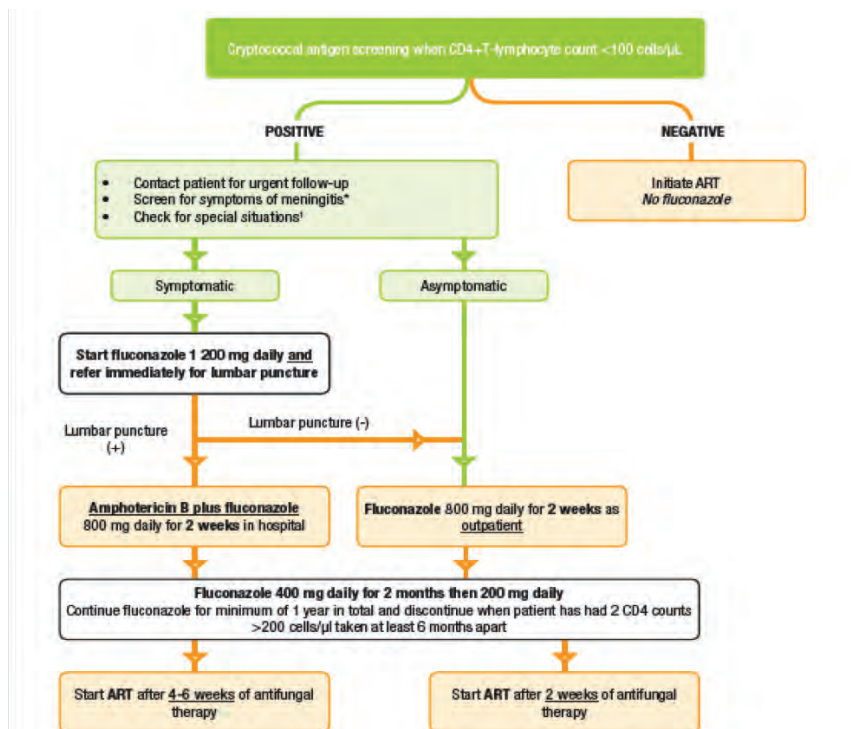 Cryptococcal antigen screening when CD4+T-lymphocyte count <100 cells/µL
POSITIVE
NEGATIVE
• Contact patient for urgent follow-up
• Screen for symptoms of meningitis*
• Check for special situations†
Initiate ART
No fluconazole
Symptomatic
Asymptomatic
Start fluconazole 1 200 mg daily and
refer immediately for lumbar puncture
Lumbar puncture (-)
Lumbar puncture
(+)
Amphotericin B plus fluconazole
800 mg daily for 2 weeks in hospital
Fluconazole 800 mg daily for 2 weeks as
outpatient
Fluconazole 400 mg daily for 2 months then 200 mg daily
Continue fluconazole for minimum of 1 year in total and discontinue when patient has had 2 CD4 counts
>200 cells/µl taken at least 6 months apart
Start ART after 4-6 weeks of antifungal
therapy
Start ART after 2 weeks of antifungal
therapy